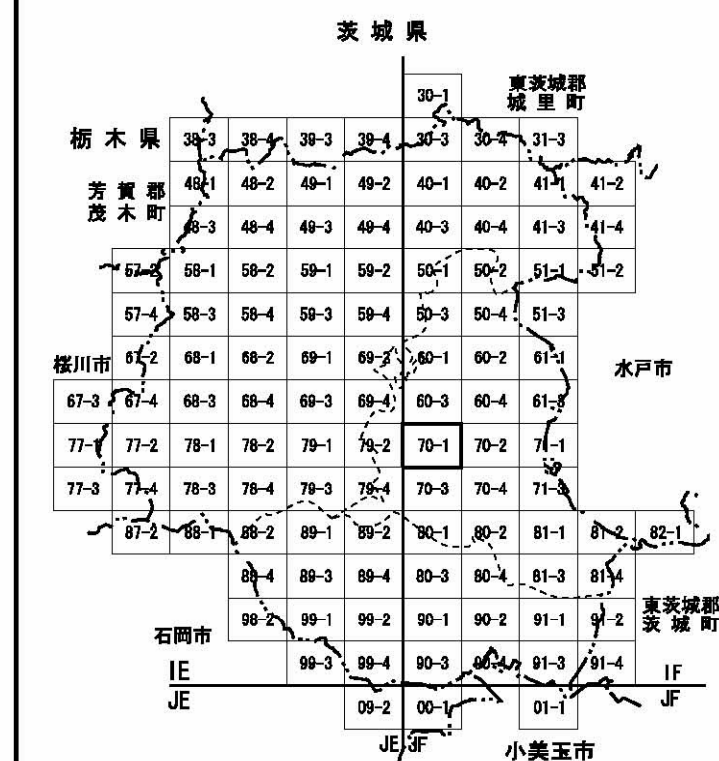 茨城県
30-1
東茨城郡
城里町
栃木県
38-3 38-4 39-3 39-4 30-3 30-4 31-3
芳賀郡
茂木町
48-1 48-2 49-1 49-2 40-1 40-2 41-1 41-2
48-3 48-4 49-3 49-4 40-3 40-4 41-3 41-4
57-2 58-1 58-2 59-1 59-2 50-1 50-2 51-1 51-2
57-4 58-3 58-4 59-3 59-4 50-3 50-4 51-3
桜川市
67-2 68-1 68-2 69-1 69-2 60-1 60-2 61-1
水戸市
67-3 67-4 68-3 68-4 69-3 69-4 60-3 60-4 61-3
77-1 77-2 78-1 78-2 79-1 79-2 70-1 70-2 71-1
77-3 77-4 78-3 78-4 79-3 79-4 70-3 70-4 71-3
87-2 88-1 88-2 89-1 89-2 80-1 80-2 81-1 81-2 82-1
88-4 89-3 89-4 80-3 80-4 81-3 81-4
東茨城郡
茨城町
石岡市
98-2 99-1 99-2 90-1 90-2 91-1 91-2
IE 99-3 99-4 90-3 90-4 91-3 91-4 IF
JE 09-2 00-1 01-1 JF
JE JF
小美玉市